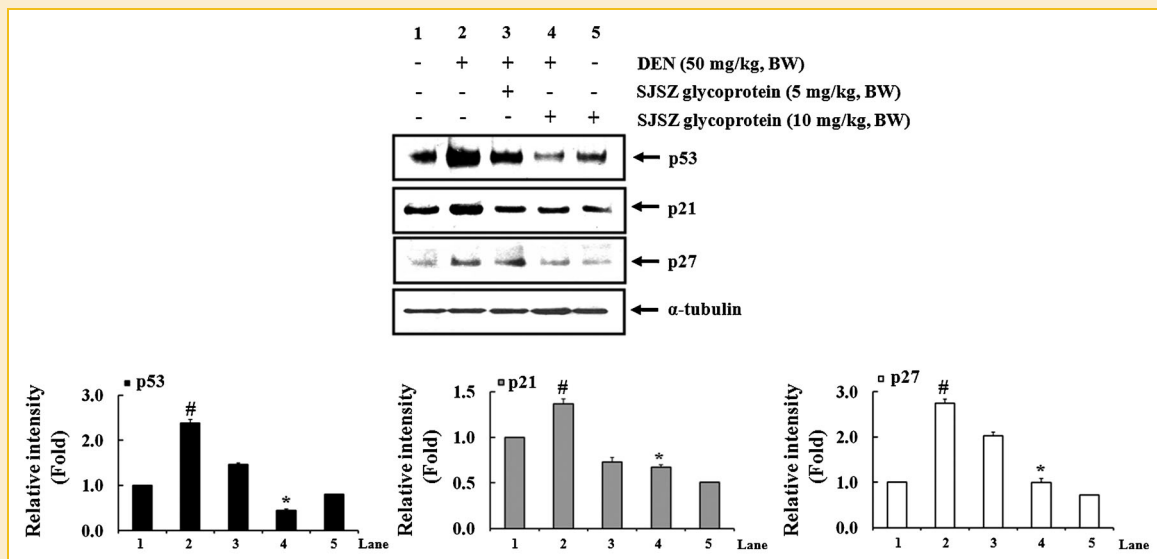 1 2 3 4 5
- + + + - DEN (50 mg/kg, BW)
- - + - - SJSZ glycoprotein (5 mg/kg, BW)
- - - + + SJSZ glycoprotein (10 mg/kg, BW)
p53
p21
p27
α-tubulin
p53
Relative intensity
(Fold)
3.0
2.0
1.0
0.0
#
*
1 2 3 4 5 Lane
p21
Relative intensity
(Fold)
1.5
1.0
0.5
0.0
#
*
1 2 3 4 5 Lane
p27
Relative intensity
(Fold)
3.0
2.0
1.0
0.0
#
*
1 2 3 4 5 Lane